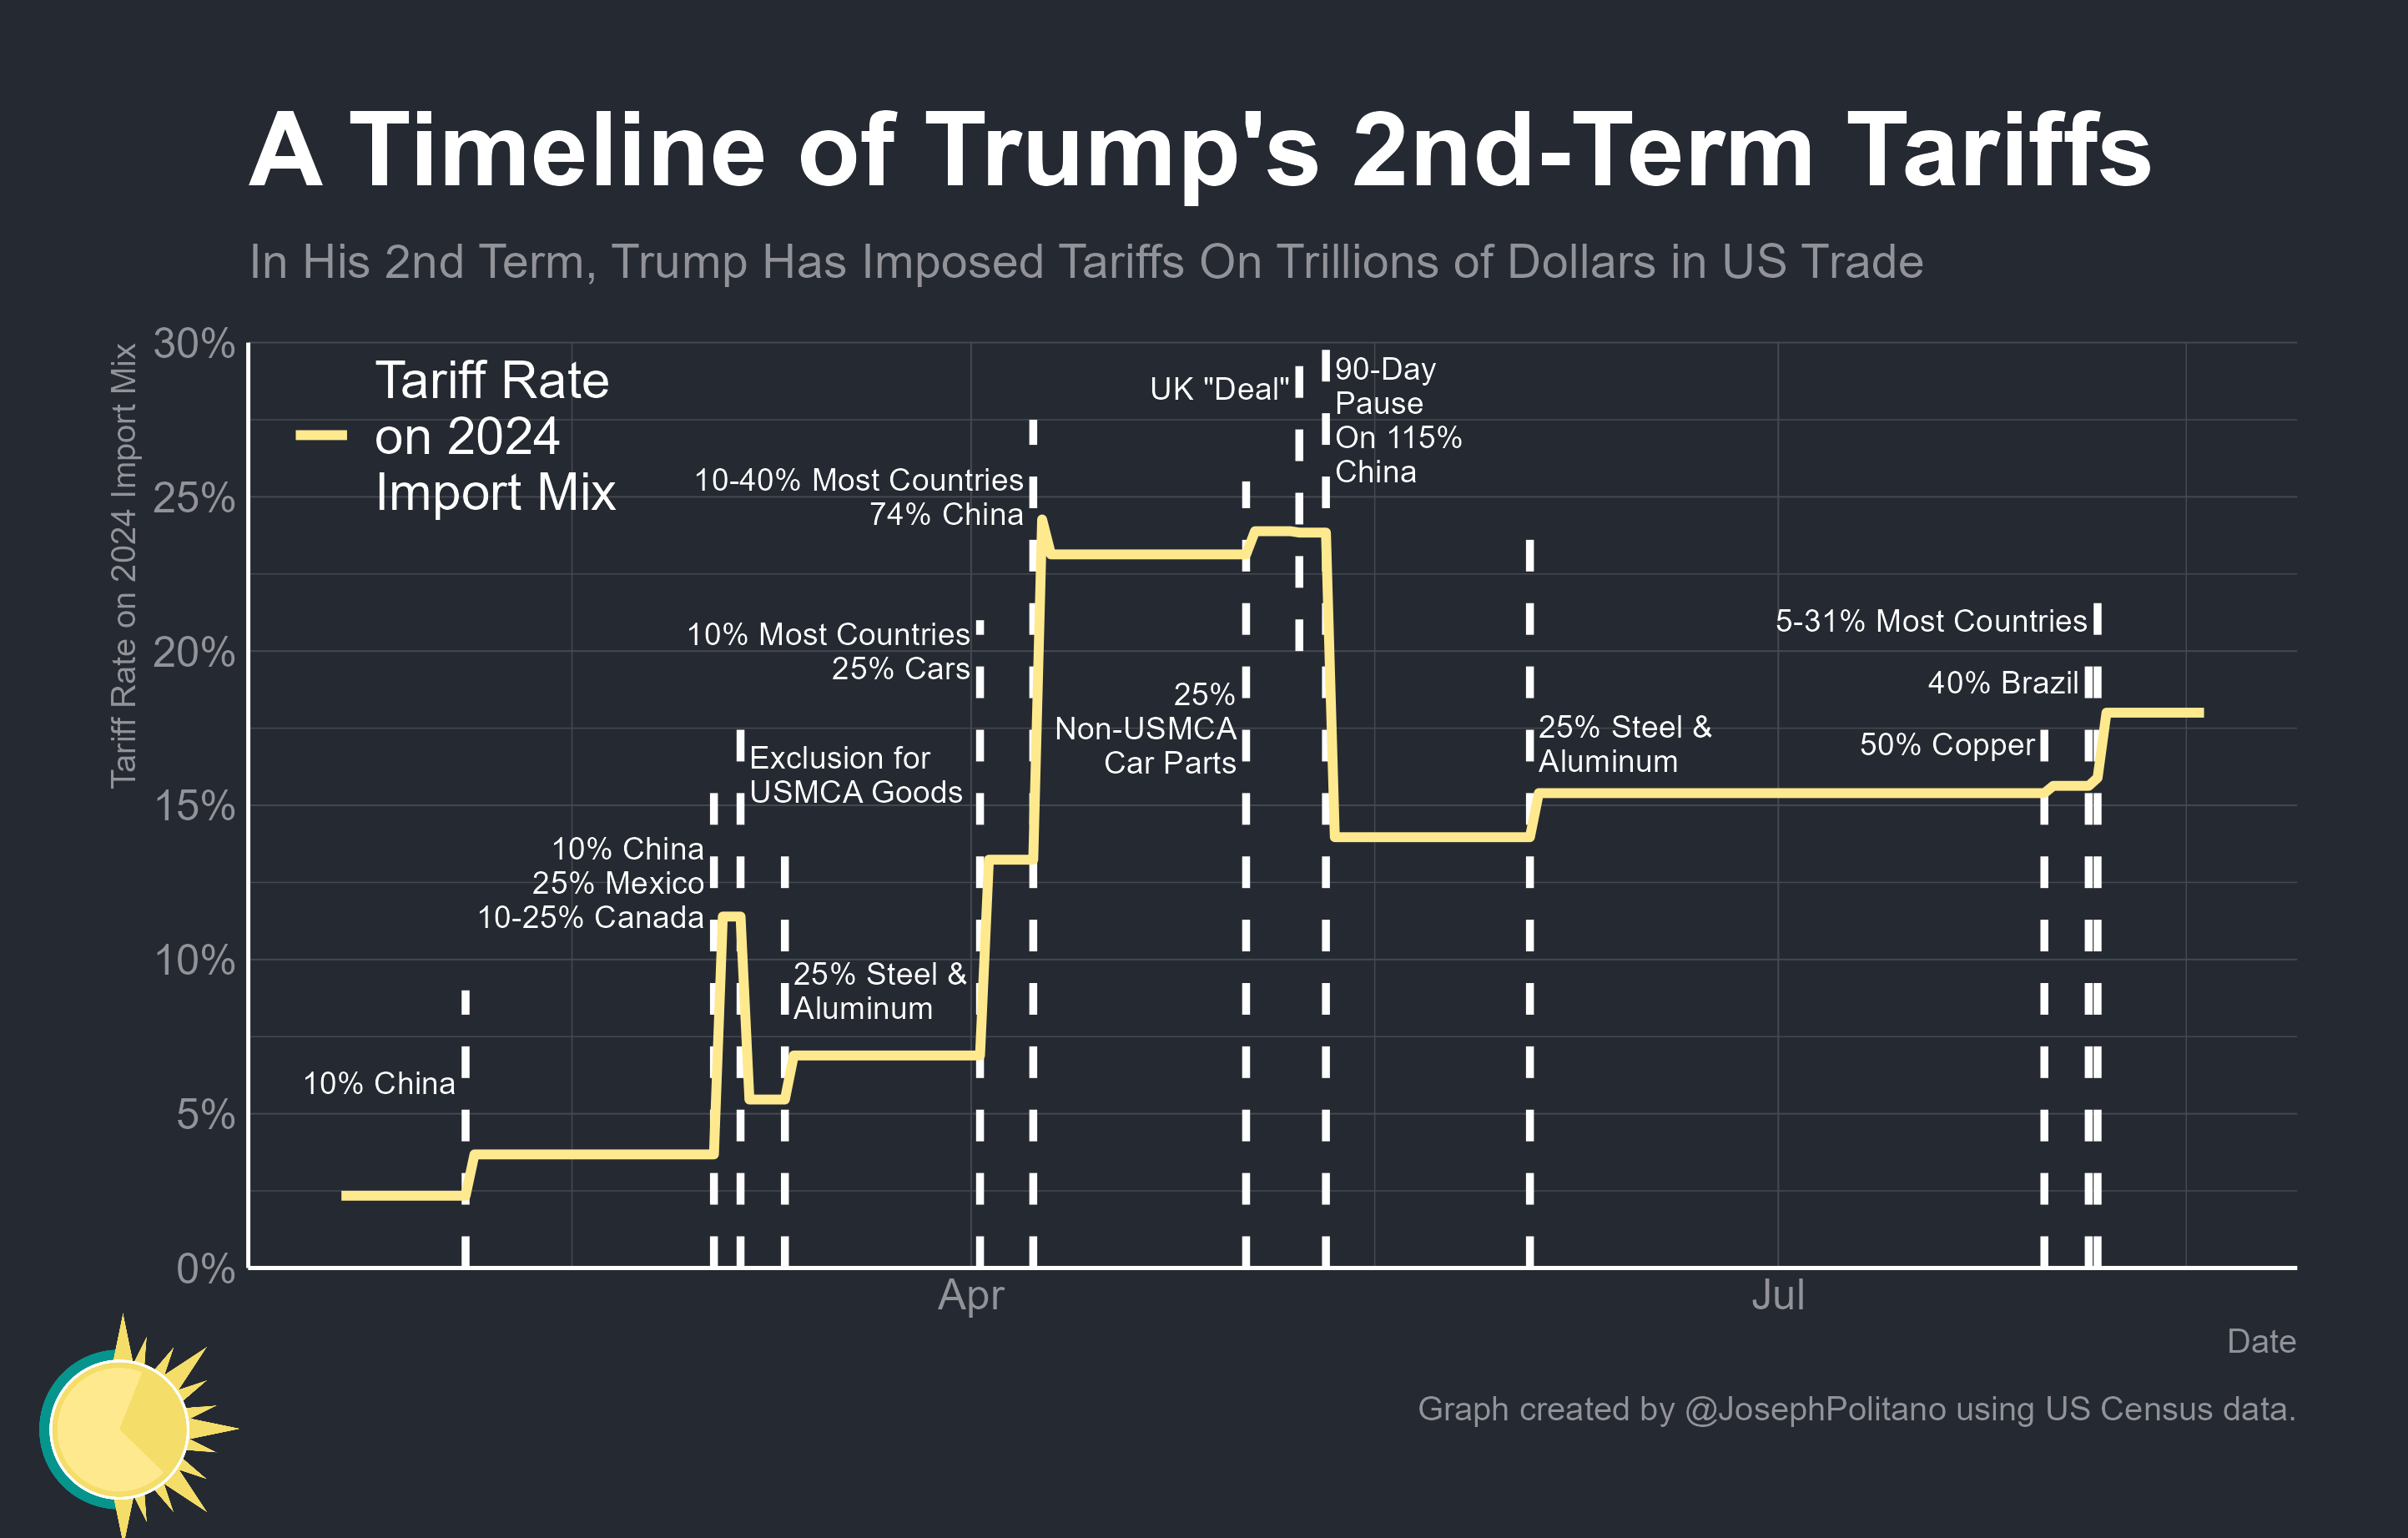 A Timeline of Trump's 2nd-Term Tariffs
In His 2nd Term, Trump Has Imposed Tariffs On Trillions of Dollars in US Trade
Tariff Rate on 2024 Import Mix
30%
25%
20%
15%
10%
5%
0%
Tariff Rate
on 2024
Import Mix
10% China
10% China
25% Mexico
10-25% Canada
Exclusion for
USMCA Goods
25% Steel &
Aluminum
10% Most Countries
25% Cars
10-40% Most Countries
74% China
25%
Non-USMCA
Car Parts
UK "Deal"
90-Day
Pause
On 115%
China
25% Steel &
Aluminum
50% Copper
40% Brazil
5-31% Most Countries
Apr
Jul
Date
Graph created by @JosephPolitano using US Census data.